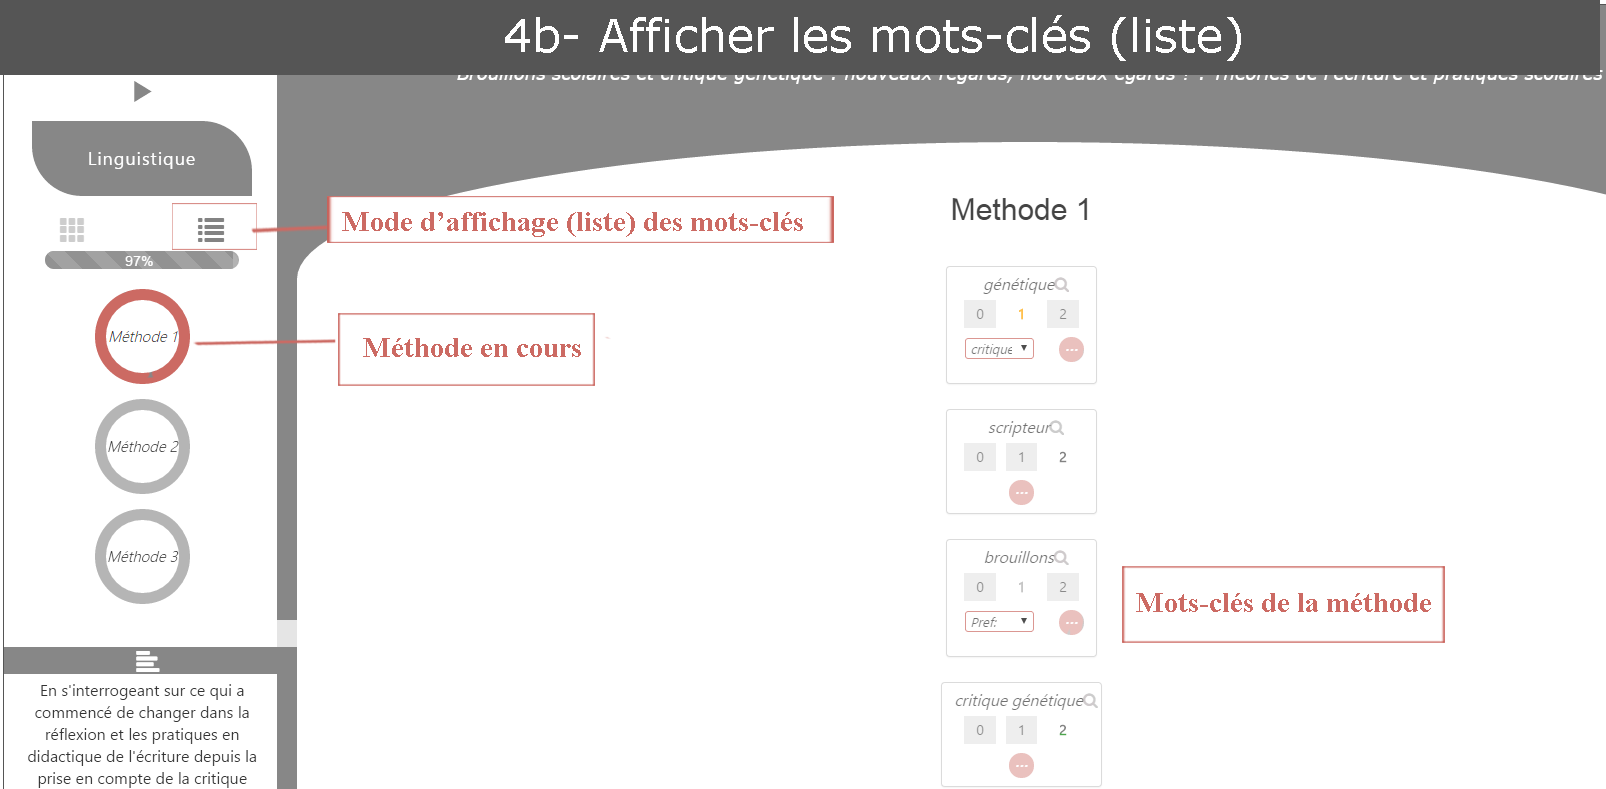 4b- Afficher les mots-clés (liste)
Brouillons scolaires et critique génétique : nouveaux regards, nouveaux égards ? : Théories de l'écriture et pratiques scolaires
Linguistique
97%
Mode d’affichage (liste) des mots-clés
Méthode 1
Méthode en cours
Méthode 2
Méthode 3
En s'interrogeant sur ce qui a
commencé de changer dans la
réflexion et les pratiques en
didactique de l'écriture depuis la
prise en compte de la critique
Methode 1
génétique
0 1 2
critique
scripteur
0 1 2
brouillons
0 1 2
Pref:
Mots-clés de la méthode
critique génétique
0 1 2